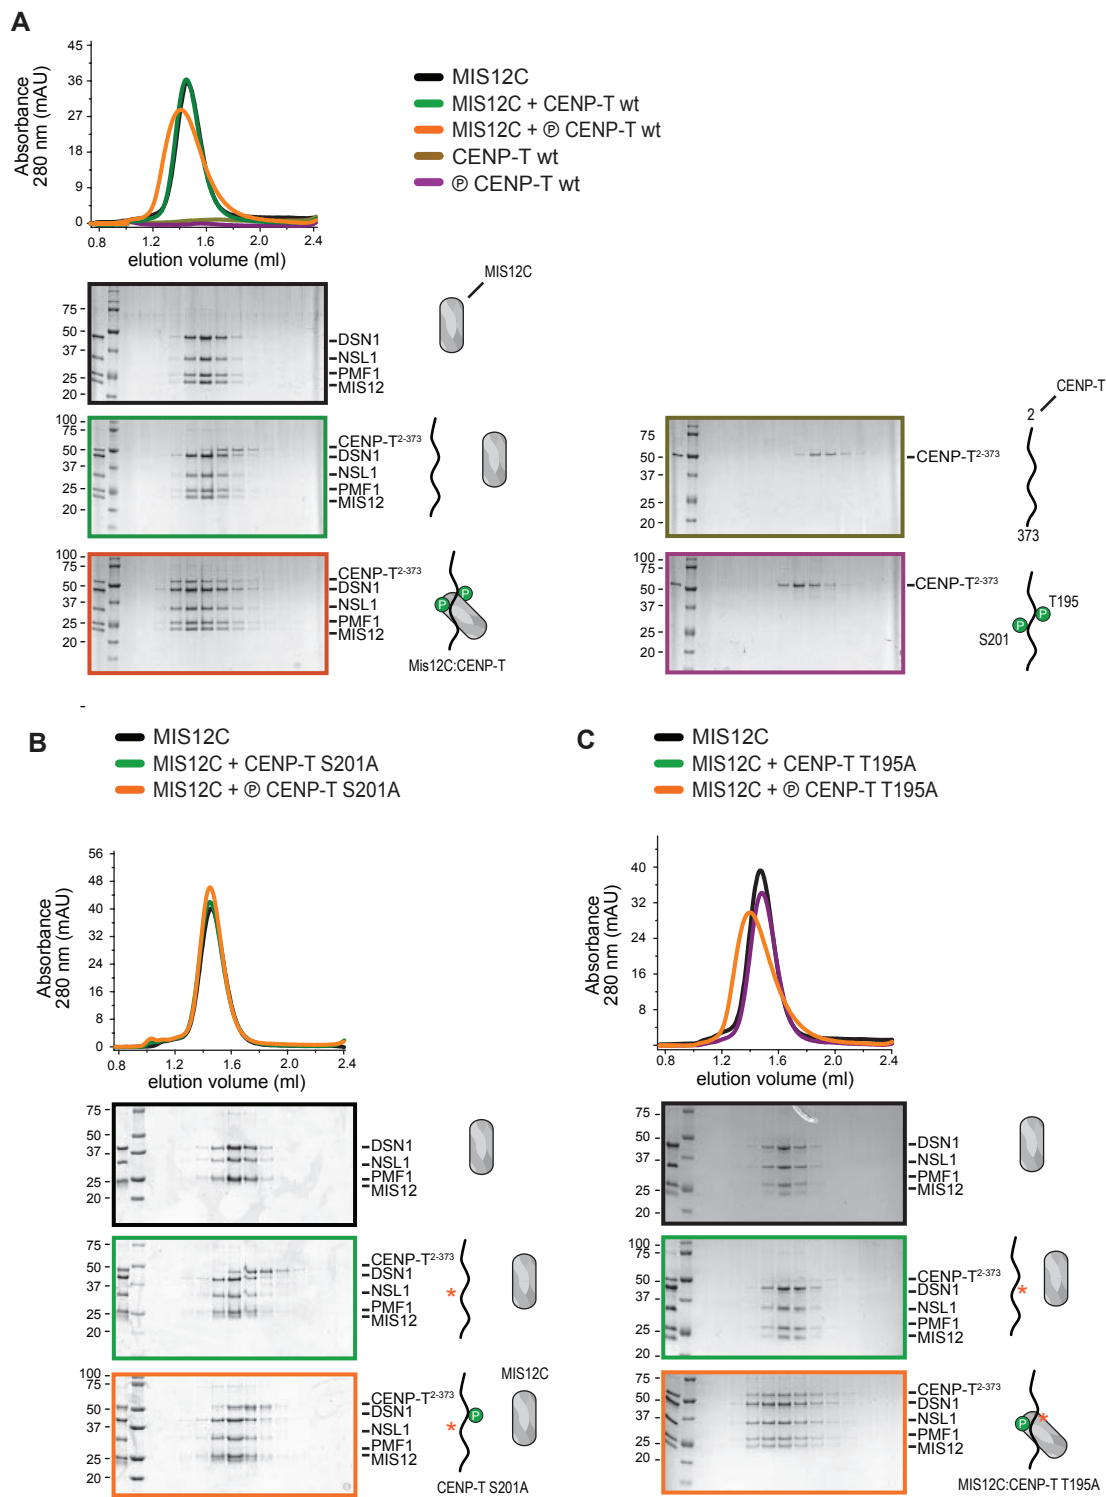 A
45
36
27
18
9
0
Absorbance
280 nm (mAU)
0.8 1.2 1.6 2.0 2.4
elution volume (ml)
MIS12C
MIS12C + CENP-T wt
MIS12C + Ⓟ CENP-T wt
CENP-T wt
Ⓟ CENP-T wt
75
50
37
25
20
DSN1
NSL1
PMF1
MIS12
MIS12C
100
75
50
37
25
20
CENP-T2-373
DSN1
NSL1
PMF1
MIS12
75
50
37
25
20
CENP-T2-373
CENP-T
2
373
100
75
50
37
25
20
CENP-T2-373
DSN1
NSL1
PMF1
MIS12
P
P
Mis12C:CENP-T
100
75
50
37
25
20
CENP-T2-373
T195
P
P
S201
-
B
MIS12C
MIS12C + CENP-T S201A
MIS12C + Ⓟ CENP-T S201A
56
48
40
32
24
16
8
0
Absorbance
280 nm (mAU)
0.8 1.2 1.6 2.0 2.4
elution volume (ml)
75
50
37
25
20
DSN1
NSL1
PMF1
MIS12
75
50
37
25
20
CENP-T2-373
DSN1
NSL1
PMF1
MIS12
*
100
75
50
37
25
20
CENP-T2-373
DSN1
NSL1
PMF1
MIS12
MIS12C
P
*
CENP-T S201A
C
MIS12C
MIS12C + CENP-T T195A
MIS12C + Ⓟ CENP-T T195A
40
32
24
16
8
Absorbance
280 nm (mAU)
0.8 1.2 1.6 2.0 2.4
elution volume (ml)
75
50
37
25
20
DSN1
NSL1
PMF1
MIS12
100
75
50
37
25
20
CENP-T2-373
DSN1
NSL1
PMF1
MIS12
*
75
50
37
25
20
CENP-T2-373
DSN1
NSL1
PMF1
MIS12
P
*
MIS12C:CENP-T T195A